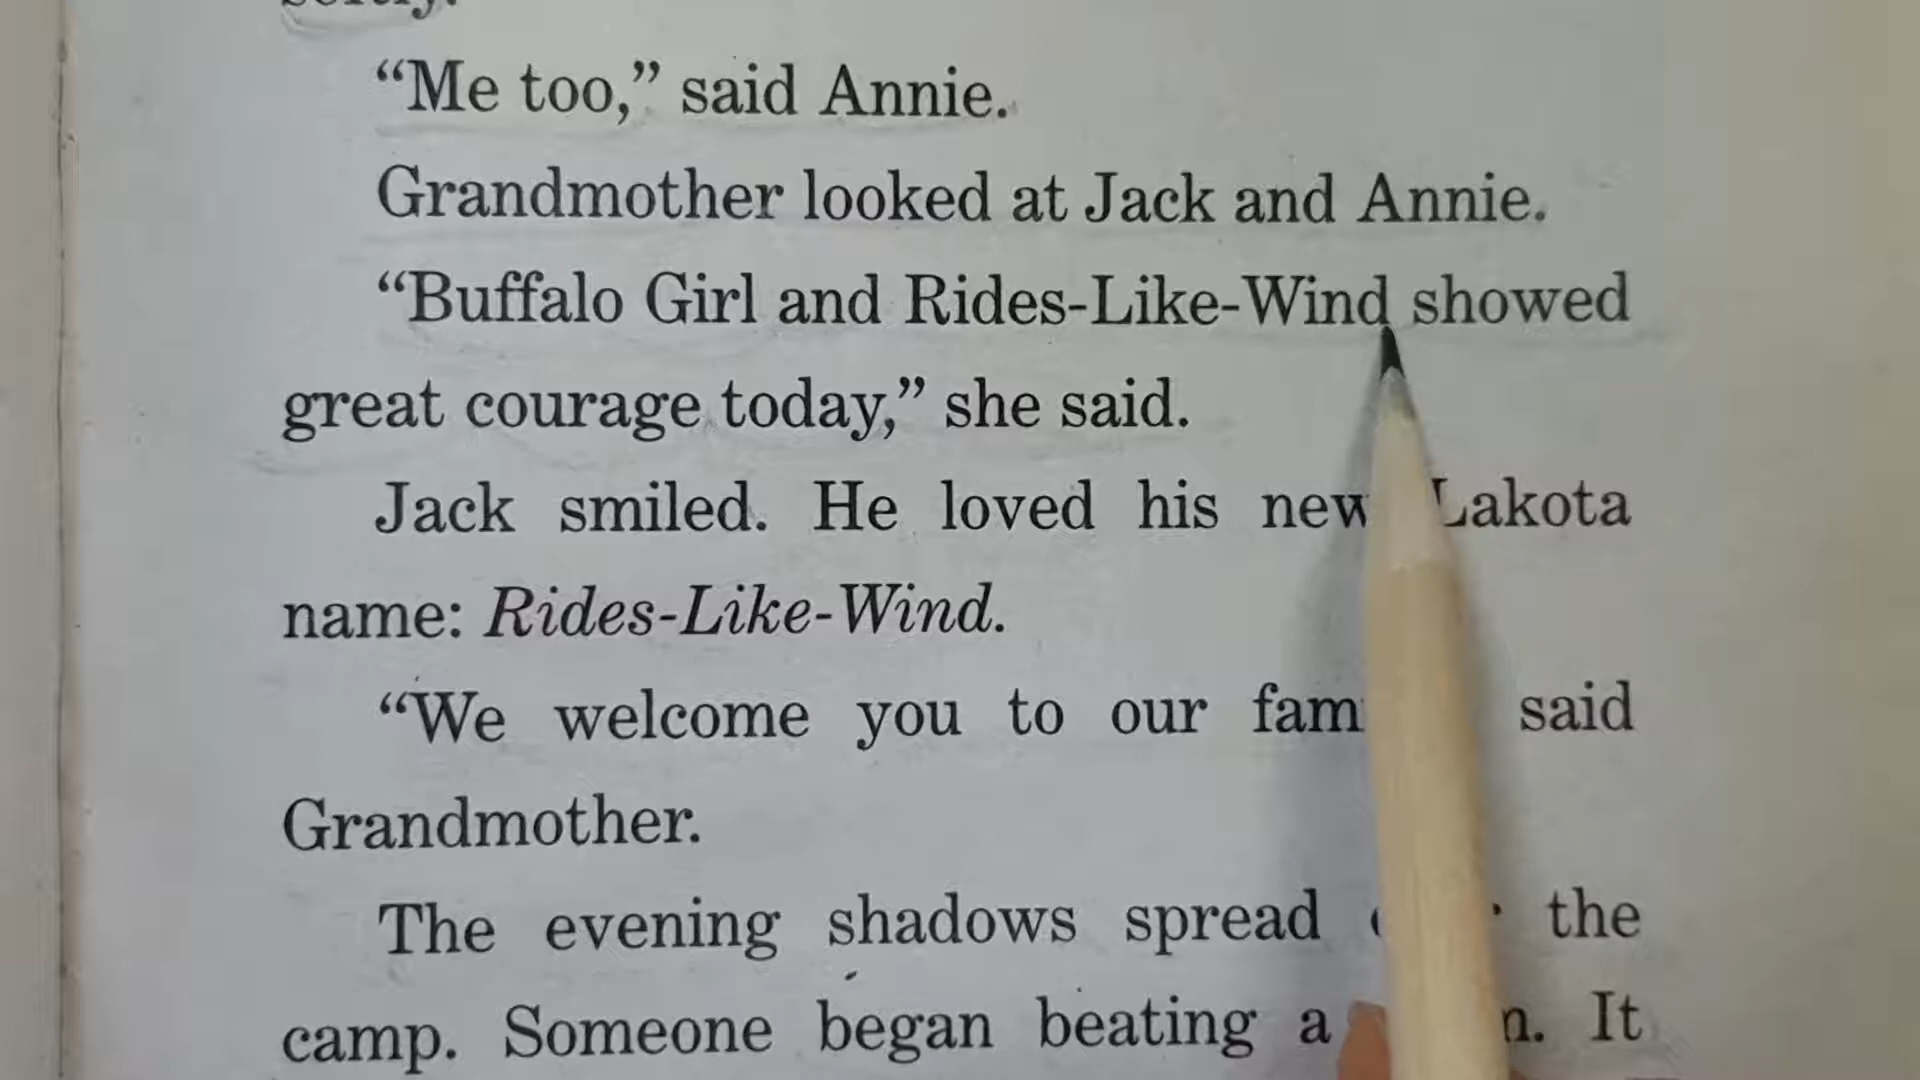 “Me too,” said Annie.
Grandmother looked at Jack and Annie.
“Buffalo Girl and Rides-Like-Wind showed
great courage today,” she said.
Jack smiled. He loved his new Lakota
name: Rides-Like-Wind.
“We welcome you to our said
Grandmother.
The evening shadows spread the
camp. Someone began beating a It